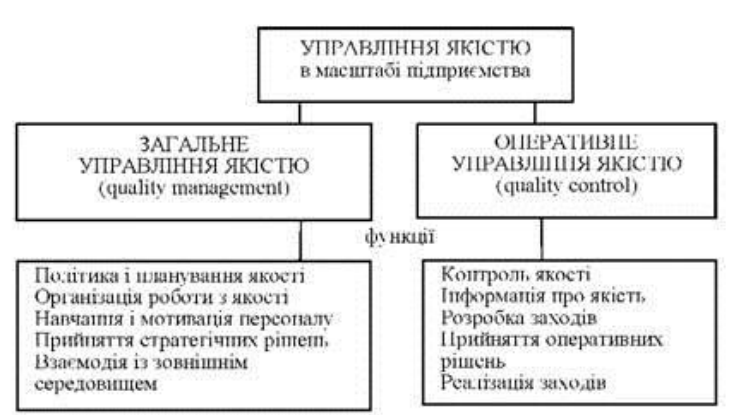 УПРАВЛІННЯ ЯКІСТЮ
в масштабі підприємства
ЗАГАЛЬНЕ
УПРАВЛІННЯ ЯКІСТЮ
(quality management)
ОПЕРАТИВНЕ
УПРАВЛІННЯ ЯКІСТЮ
(quality control)
функції
Політика і планування якості
Організація роботи з якості
Навчання і мотивація персоналу
Прийняття стратегічних рішень
Взаємодія із зовнішнім
середовищем
Контроль якості
Інформація про якість
Розробка заходів
Прийняття оперативних
рішень
Реалізація заходів